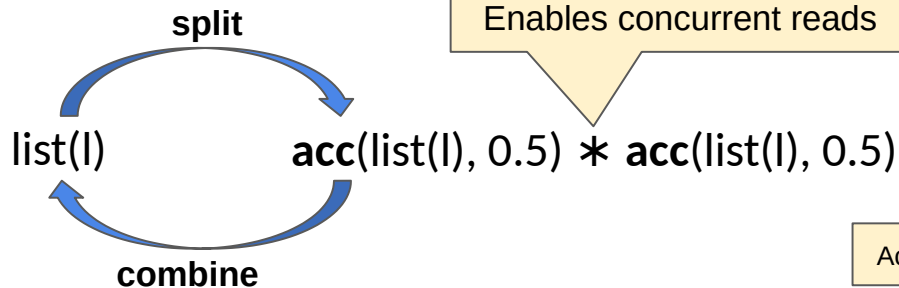 split
Enables concurrent reads
list(l) acc(list(l), 0.5) ∗ acc(list(l), 0.5)
combine